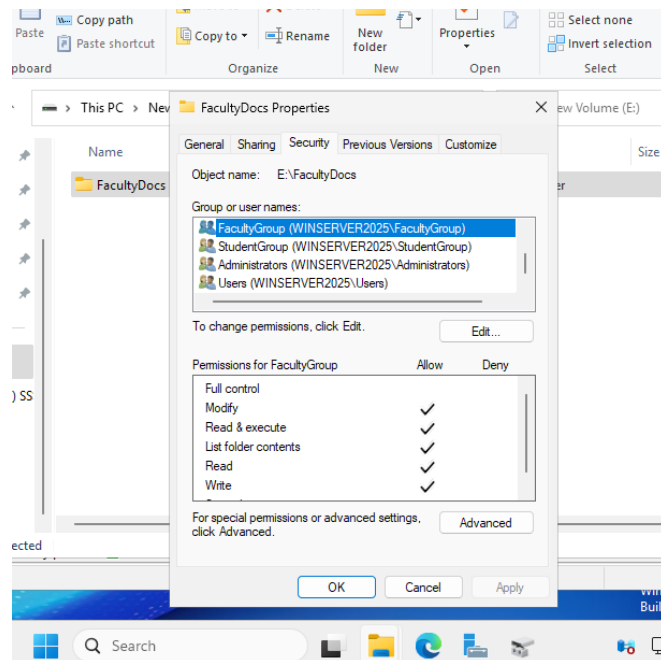 Paste
Copy path
Paste shortcut
Copy to
Rename
New folder
Properties
Select none
Invert selection
pboard
Organize
New
Open
Select
This PC > Nev
FacultyDocs Properties
ew Volume (E:)
Name
General Sharing Security Previous Versions Customize
Size
Object name: E:\FacultyDocs
FacultyDocs
er
Group or user names:
FacultyGroup (WINSERVER2025\FacultyGroup)
StudentGroup (WINSERVER2025\StudentGroup)
Administrators (WINSERVER2025\Administrators)
Users (WINSERVER2025\Users)
To change permissions, click Edit.
Edit...
Permissions for FacultyGroup Allow Deny
Full control
Modify
Read & execute
List folder contents
Read
Write
) SS
For special permissions or advanced settings,
click Advanced.
Advanced
ected
OK Cancel Apply
Buil
Search